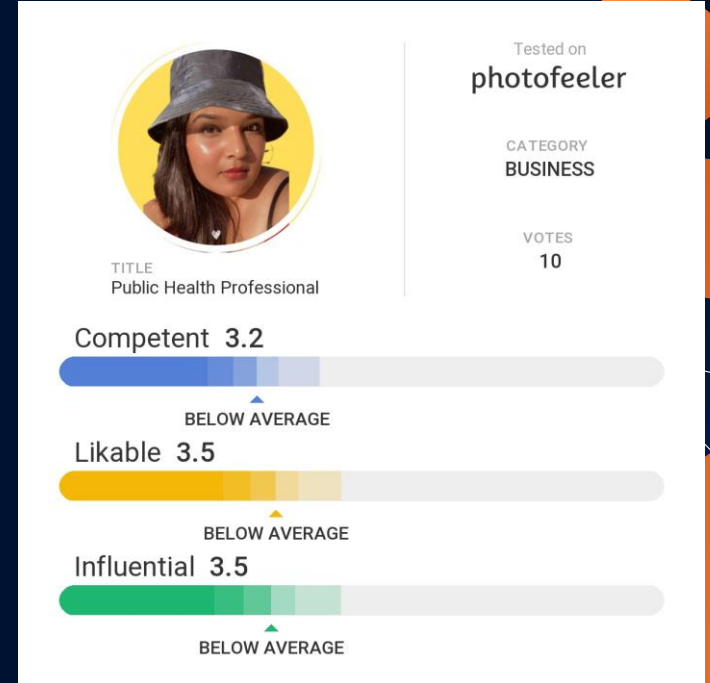 Tested on
photofeeler
CATEGORY
BUSINESS
VOTES
10
TITLE
Public Health Professional
Competent 3.2
BELOW AVERAGE
Likable 3.5
BELOW AVERAGE
Influential 3.5
BELOW AVERAGE